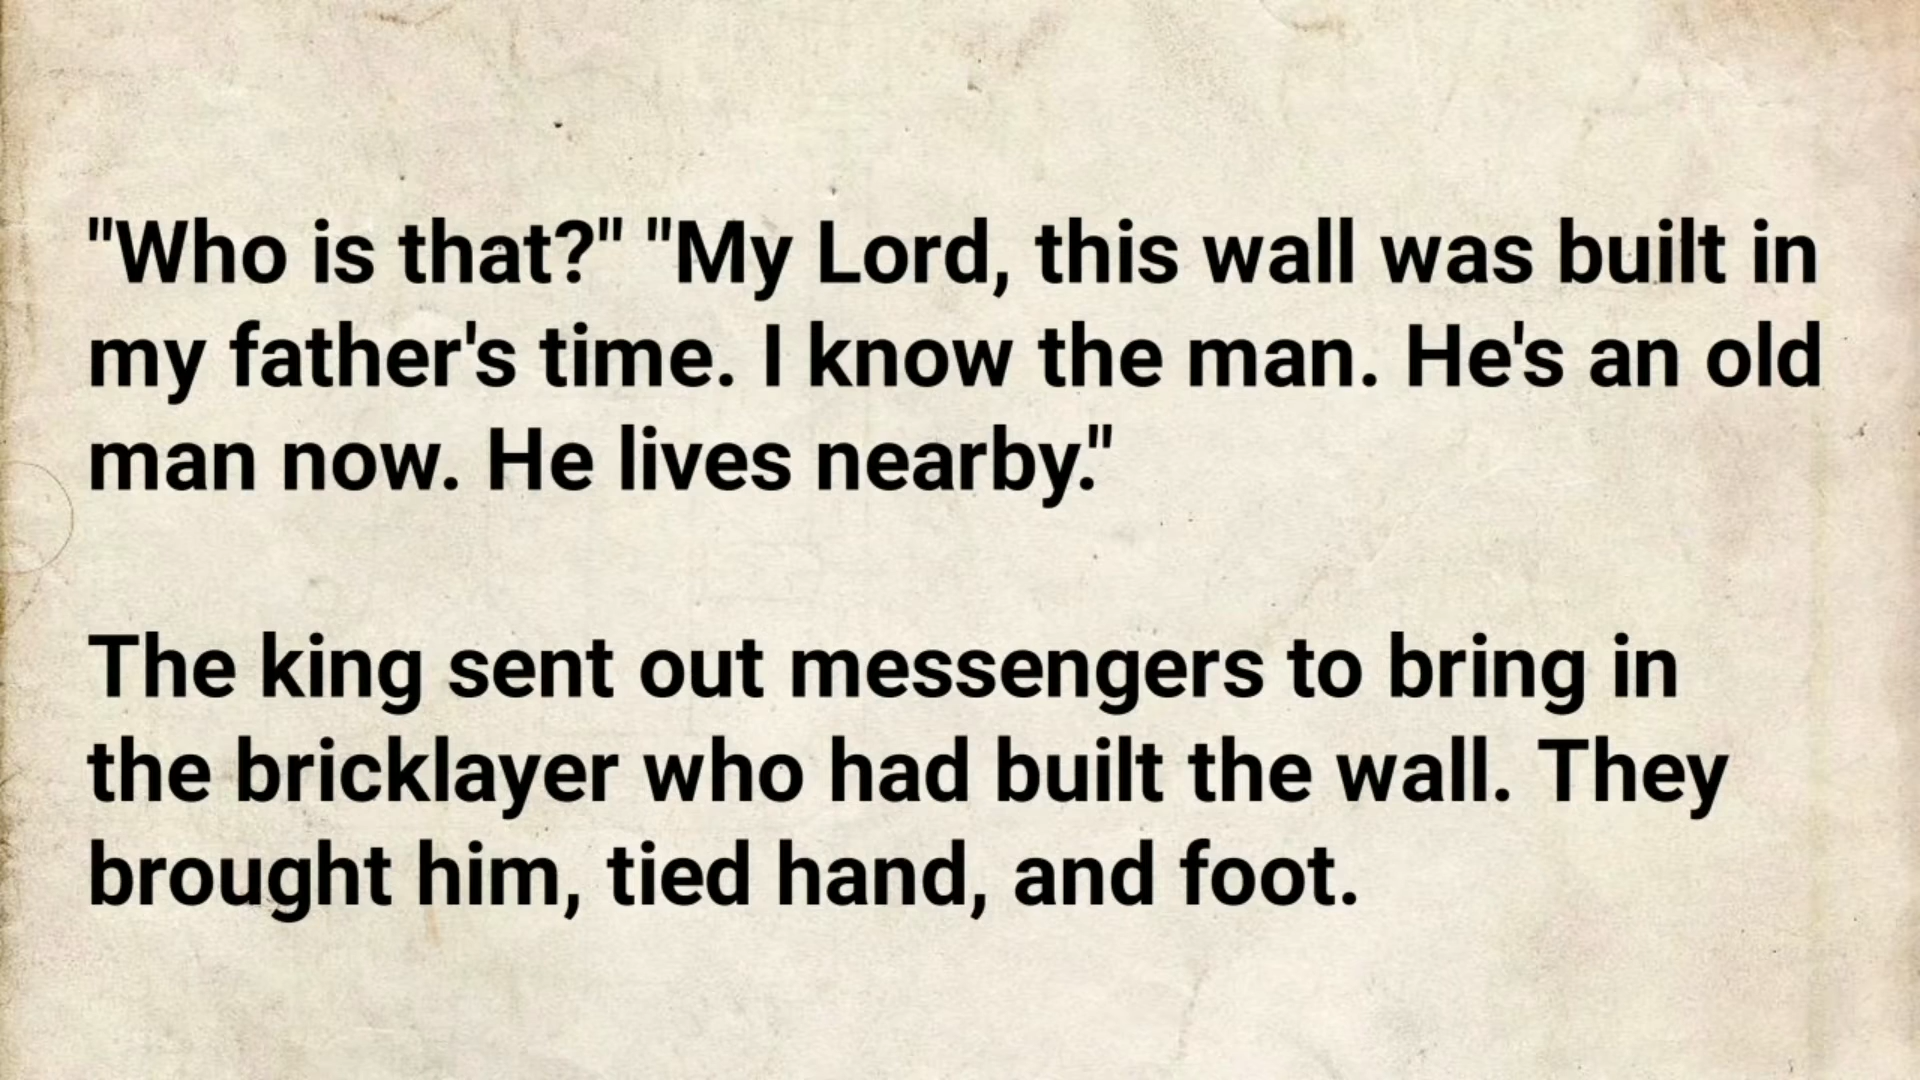 "Who is that?" "My Lord, this wall was built in
my father's time. I know the man. He's an old
man now. He lives nearby."
The king sent out messengers to bring in
the bricklayer who had built the wall. They
brought him, tied hand, and foot.